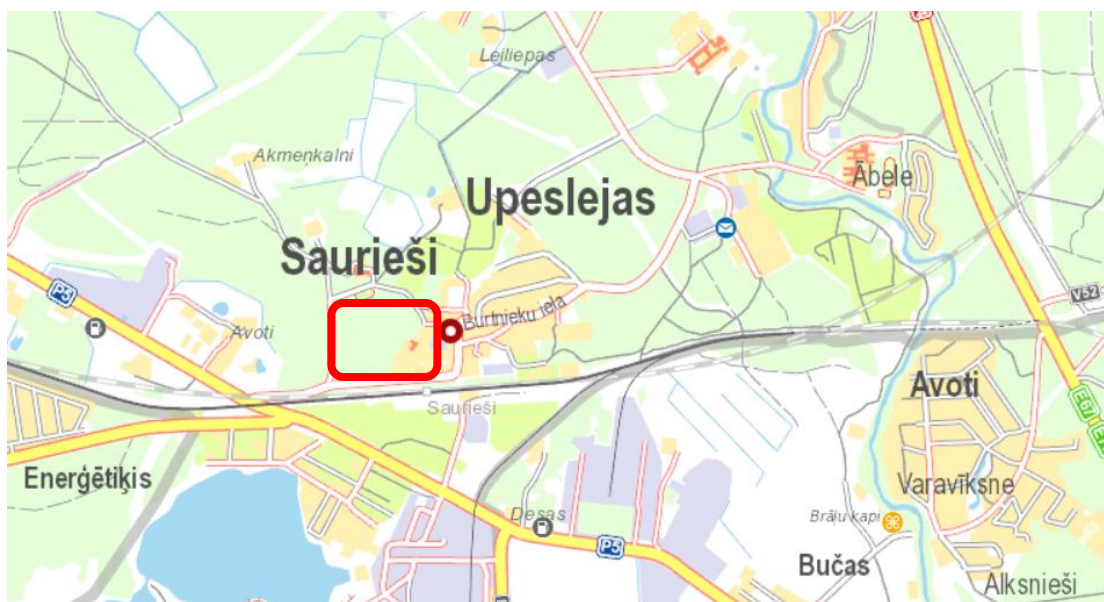 Leiliepas
Akmeņkalni
Ābele
Upeslejas
Saurieši
P5
V52
Burtnieku iela
Avoti
Avoti
E67
Saurieši
Enerģētiķis
Varavīksne
Desas
Brāļu kapi
P5
Bučas
Alksnieši